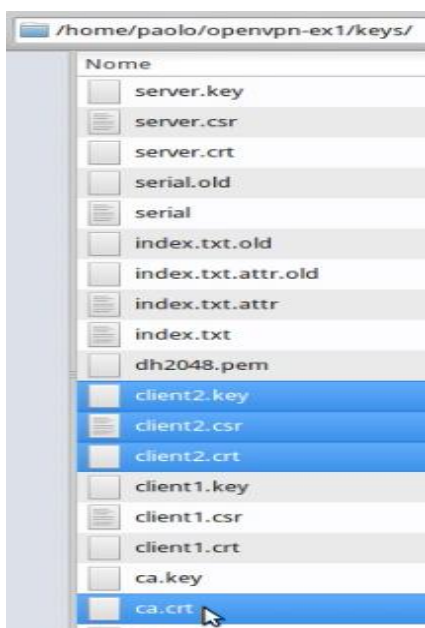 /home/paolo/openvpn-ex1/keys/
Nome
server.key
server.csr
server.crt
serial.old
serial
index.txt.old
index.txt.attr.old
index.txt.attr
index.txt
dh2048.pem
client2.key
client2.csr
client2.crt
client1.key
client1.csr
client1.crt
ca.key
ca.crt